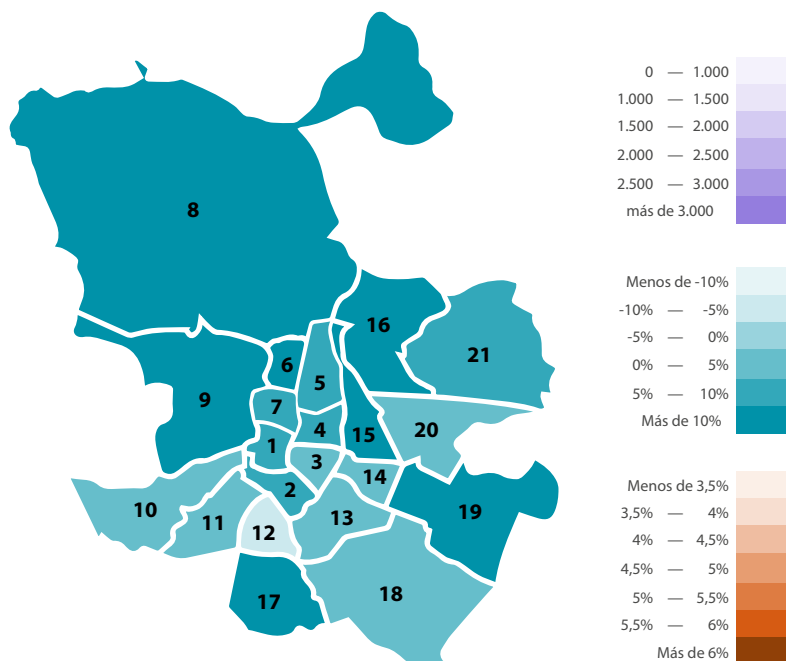 0 — 1.000
1.000 — 1.500
1.500 — 2.000
2.000 — 2.500
2.500 — 3.000
más de 3.000
Menos de -10%
-10% — -5%
-5% — 0%
0% — 5%
5% — 10%
Más de 10%
Menos de 3,5%
3,5% — 4%
4% — 4,5%
4,5% — 5%
5% — 5,5%
5,5% — 6%
Más de 6%
8
16
21
6
5
9
7
4
15
20
1
3
14
2
10
11
12
13
19
17
18